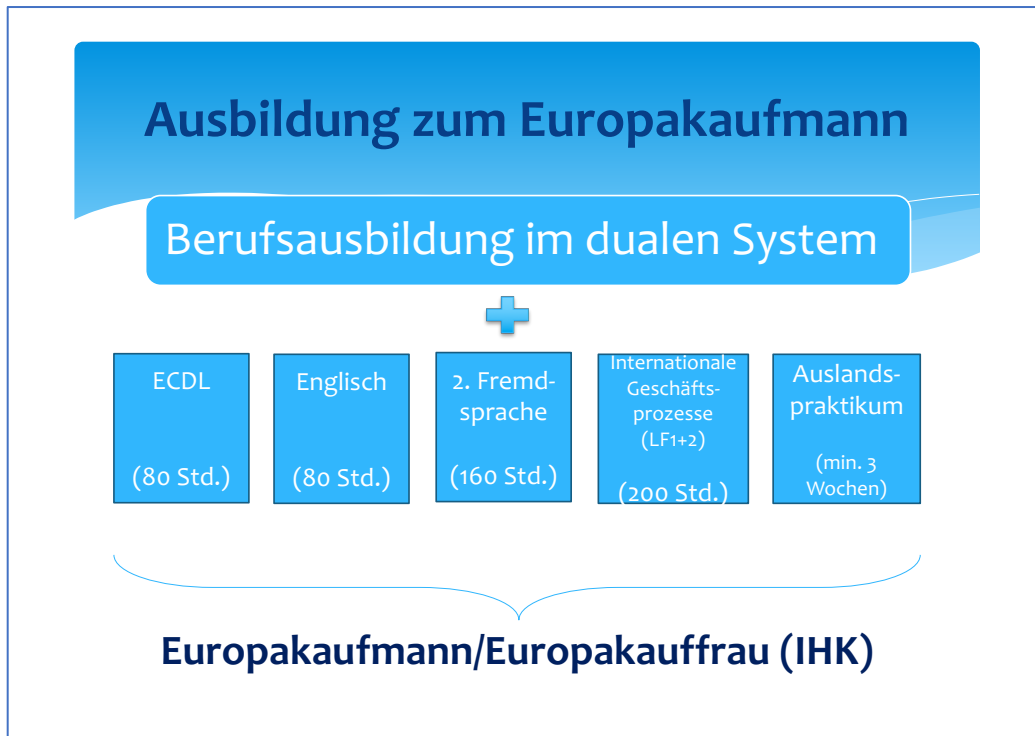 Ausbildung zum Europakaufmann
Berufsausbildung im dualen System
ECDL
(80 Std.)
Englisch
(80 Std.)
2. Fremd-
sprache
(160 Std.)
Internationale
Geschäfts-
prozesse
(LF1+2)
(200 Std.)
Auslands-
praktikum
(min. 3
Wochen)
Europakaufmann/Europakauffrau (IHK)